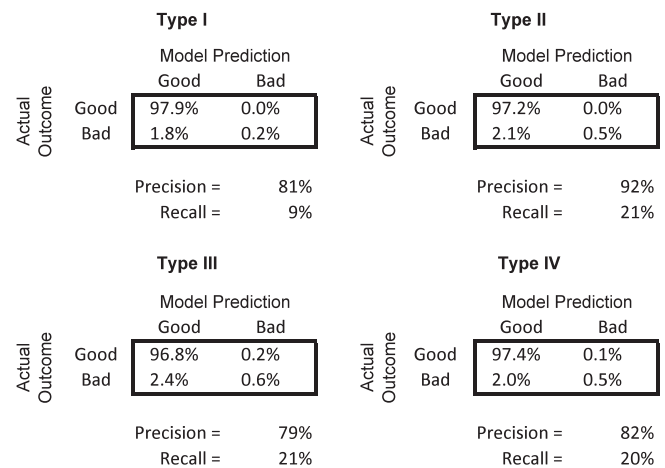 Type I
Model Prediction
Good Bad
Actual Outcome
Good 97.9% 0.0%
Bad 1.8% 0.2%
Precision = 81%
Recall = 9%
Type II
Model Prediction
Good Bad
Actual Outcome
Good 97.2% 0.0%
Bad 2.1% 0.5%
Precision = 92%
Recall = 21%
Type III
Model Prediction
Good Bad
Actual Outcome
Good 96.8% 0.2%
Bad 2.4% 0.6%
Precision = 79%
Recall = 21%
Type IV
Model Prediction
Good Bad
Actual Outcome
Good 97.4% 0.1%
Bad 2.0% 0.5%
Precision = 82%
Recall = 20%